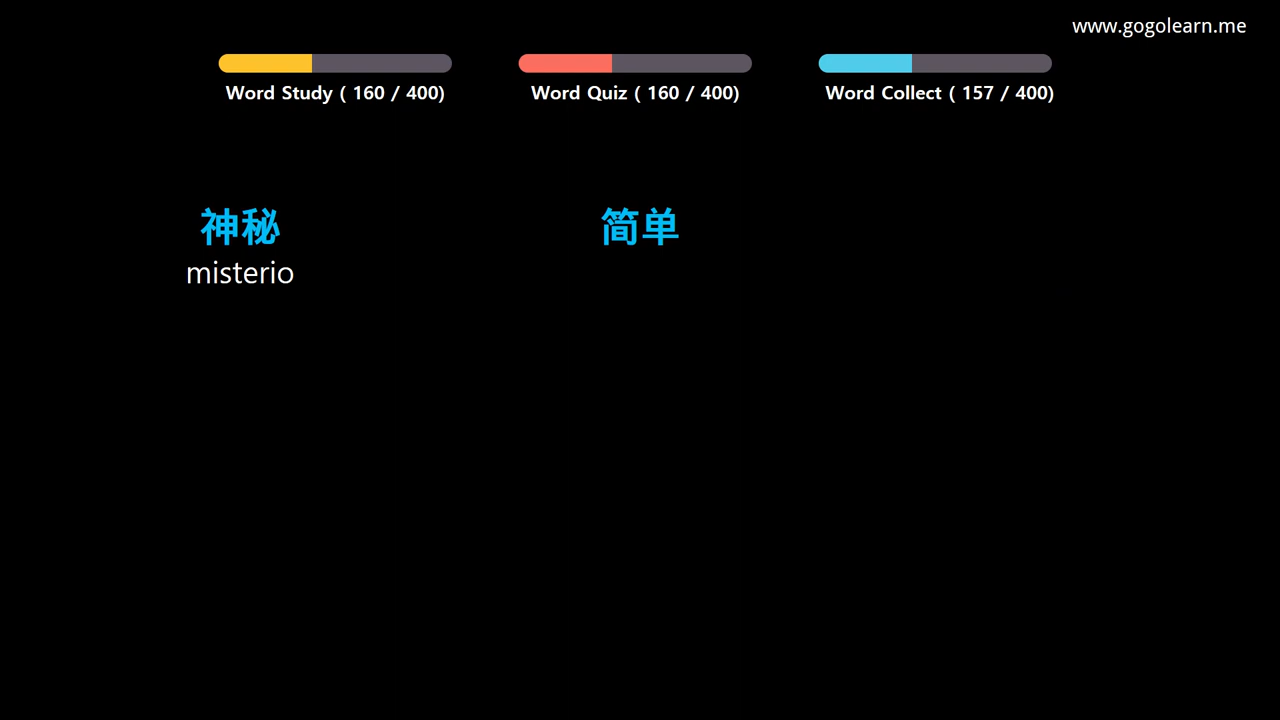 www.gogolearn.me
Word Study ( 160 / 400)
Word Quiz ( 160 / 400)
Word Collect ( 157 / 400)
神秘
简单
misterio